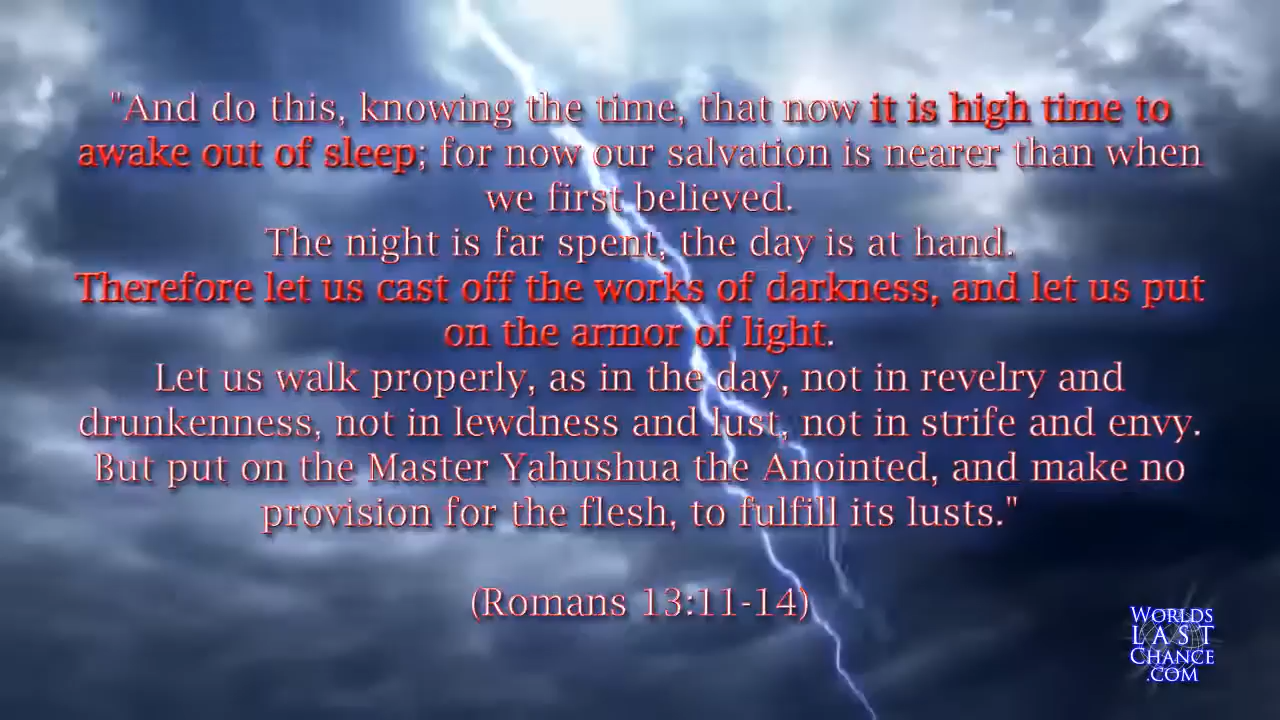 "And do this, knowing the time, that now it is high time to
awake out of sleep; for now our salvation is nearer than when
we first believed.
The night is far spent, the day is at hand.
Therefore let us cast off the works of darkness, and let us put
on the armor of light.
Let us walk properly, as in the day, not in revelry and
drunkenness, not in lewdness and lust, not in strife and envy.
But put on the Master Yahushua the Anointed, and make no
provision for the flesh, to fulfill its lusts."
(Romans 13:11-14)
WORLDS
LAST
CHANCE
.COM